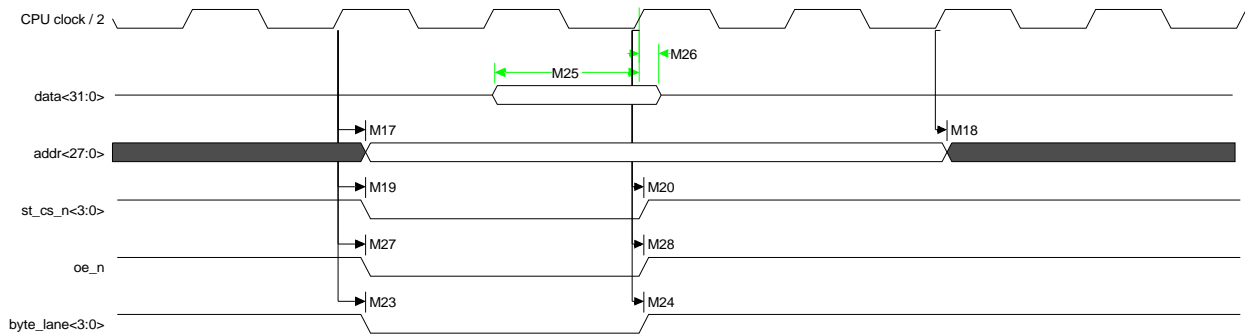 CPU clock / 2
M26
M25
data<31:0>
M17
M18
addr<27:0>
M19
M20
st_cs_n<3:0>
M27
M28
oe_n
M23
M24
byte_lane<3:0>